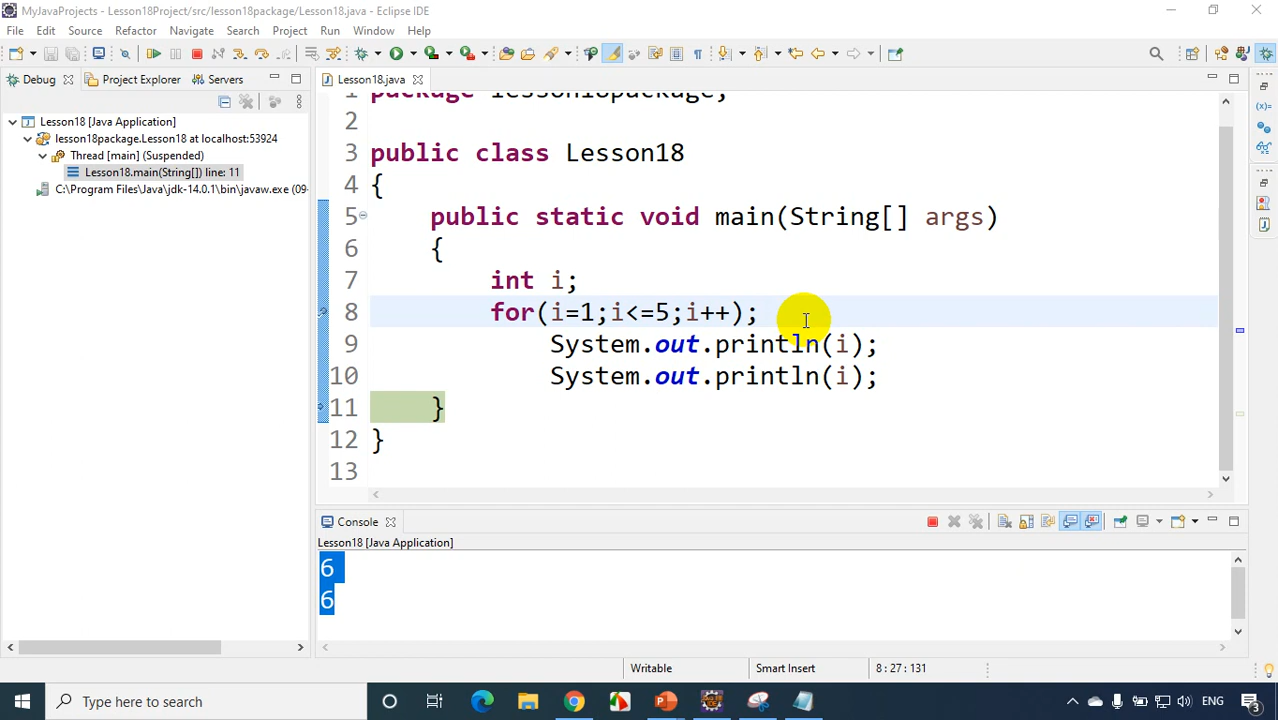 MyJavaProjects - Lesson18Project/src/lesson18package/Lesson18.java - Eclipse IDE
File Edit Source Refactor Navigate Search Project Run Window Help
Debug Project Explorer Servers
Lesson18 [Java Application]
lesson18package.Lesson18 at localhost:53924
Thread [main] (Suspended)
Lesson18.main(String[]) line: 11
C:\Program Files\Java\jdk-14.0.1\bin\javaw.exe (09-
Lesson18.java
1 package lesson18package;
2
3 public class Lesson18
4 {
5 public static void main(String[] args)
6 {
7 int i;
8 for(i=1;i<=5;i++);
9 System.out.println(i);
10 System.out.println(i);
11 }
12 }
13
Console
Lesson18 [Java Application]
6
6
Writable Smart Insert 8 : 27 : 131
Type here to search
ENG
3